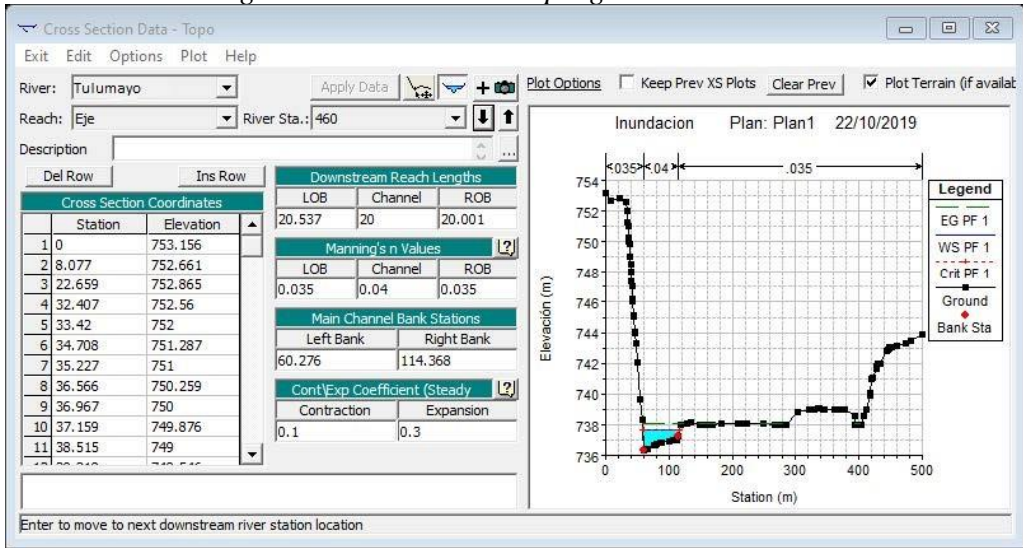 Cross Section Data - Topo
Exit Edit Options Plot Help
River: Tulumayo Apply Data
Reach: Eje River Sta.: 460
Description ...
Del Row Ins Row
Cross Section Coordinates
Station Elevation
1 0 753.156
2 8.077 752.661
3 22.659 752.865
4 32.407 752.56
5 33.42 752
6 34.708 751.287
7 35.227 751
8 36.566 750.259
9 36.967 750
10 37.159 749.876
11 38.515 749
Downstream Reach Lengths
LOB Channel ROB
20.537 20 20.001
Manning's n Values ?
LOB Channel ROB
0.035 0.04 0.035
Main Channel Bank Stations
Left Bank Right Bank
60.276 114.368
Cont\Exp Coefficient (Steady ?
Contraction Expansion
0.1 0.3
Enter to move to next downstream river station location
Plot Options Keep Prev XS Plots Clear Prev Plot Terrain (if availab
Inundacion Plan: Plan1 22/10/2019
.035 .04 .035
754
752
750
748
746
744
742
740
738
736
Elevación (m)
0 100 200 300 400 500
Station (m)
Legend
EG PF 1
WS PF 1
Crit PF 1
Ground
Bank Sta